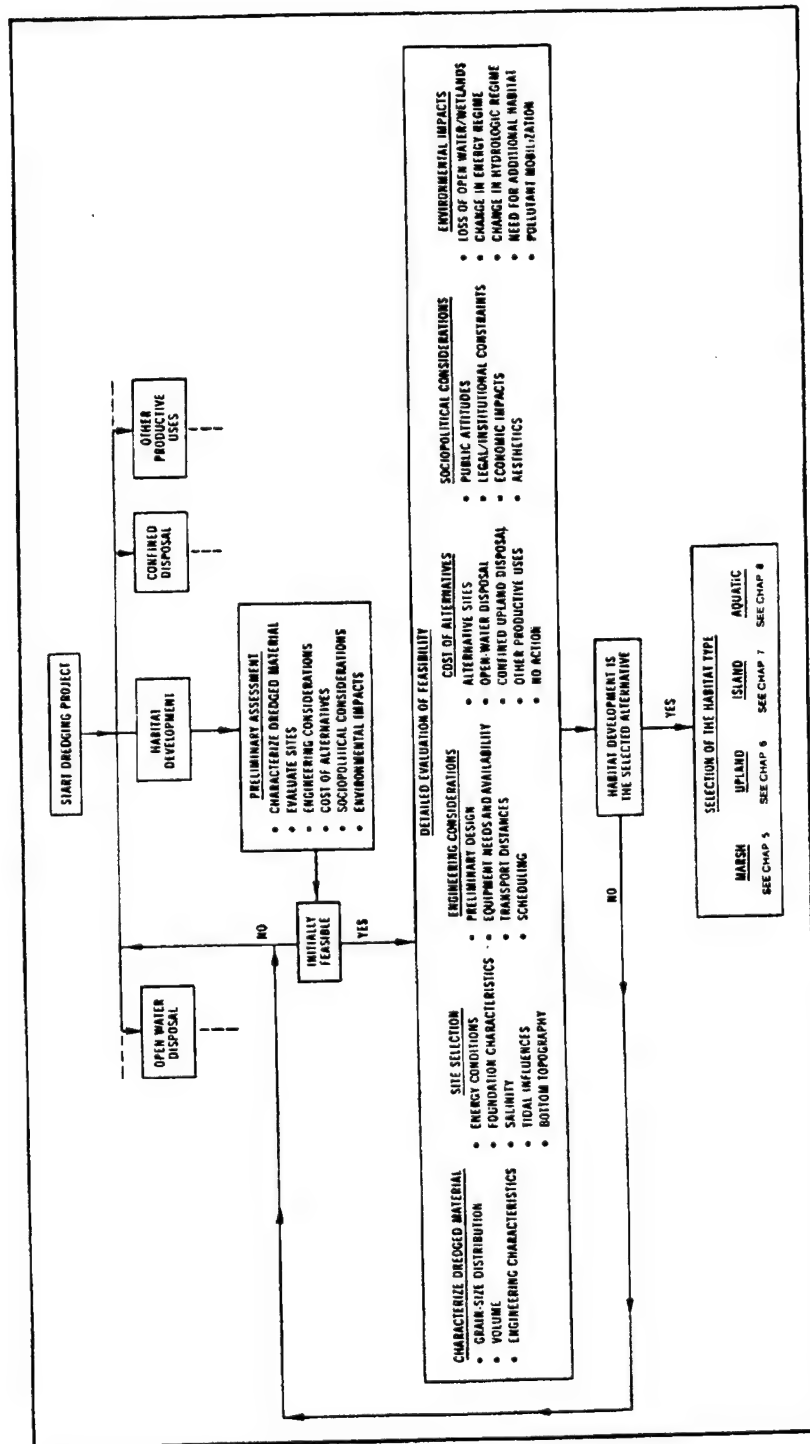 START DREDGING PROJECT
OPEN WATER
DISPOSAL
HABITAT
DEVELOPMENT
CONFINED
DISPOSAL
OTHER
PRODUCTIVE
USES
PRELIMINARY ASSESSMENT
• CHARACTERIZE DREDGED MATERIAL
• EVALUATE SITES
• ENGINEERING CONSIDERATIONS
• COST OF ALTERNATIVES
• SOCIOPOLITICAL CONSIDERATIONS
• ENVIRONMENTAL IMPACTS
NO
INITIALLY
FEASIBLE
YES
DETAILED EVALUATION OF FEASIBILITY
CHARACTERIZE DREDGED MATERIAL
• GRAIN-SIZE DISTRIBUTION
• VOLUME
• ENGINEERING CHARACTERISTICS
SITE SELECTION
• ENERGY CONDITIONS
• FOUNDATION CHARACTERISTICS
• SALINITY
• TIDAL INFLUENCES
• BOTTOM TOPOGRAPHY
ENGINEERING CONSIDERATIONS
• PRELIMINARY DESIGN
• EQUIPMENT NEEDS AND AVAILABILITY
• TRANSPORT DISTANCES
• SCHEDULING
COST OF ALTERNATIVES
• ALTERNATIVE SITES
• OPEN-WATER DISPOSAL
• CONFINED UPLAND DISPOSAL
• OTHER PRODUCTIVE USES
• NO ACTION
SOCIOPOLITICAL CONSIDERATIONS
• PUBLIC ATTITUDES
• LEGAL/INSTITUTIONAL CONSTRAINTS
• ECONOMIC IMPACTS
• AESTHETICS
ENVIRONMENTAL IMPACTS
• LOSS OF OPEN WATER/WETLANDS
• CHANGE IN ENERGY REGIME
• CHANGE IN HYDROLOGIC REGIME
• NEED FOR ADDITIONAL HABITAT
• POLLUTANT MOBILIZATION
NO
HABITAT DEVELOPMENT IS
THE SELECTED ALTERNATIVE
YES
SELECTION OF THE HABITAT TYPE
MARSH UPLAND ISLAND AQUATIC
SEE CHAP 5 SEE CHAP 6 SEE CHAP 7 SEE CHAP 8